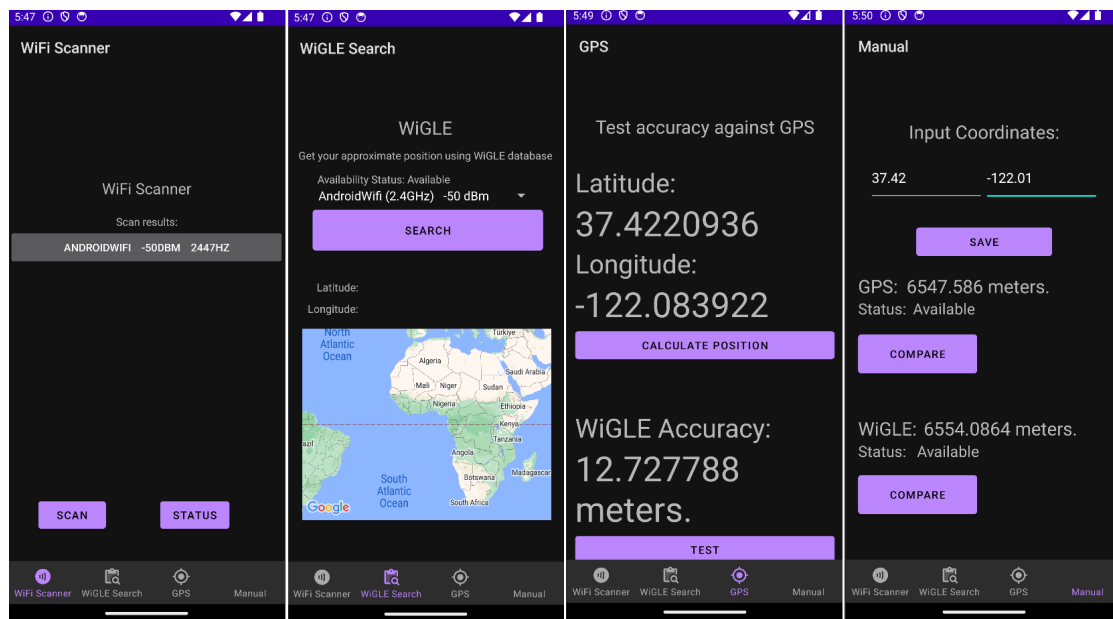 5:47
WiFi Scanner
WiFi Scanner
Scan results:
ANDROIDWIFI -50DBM 2447HZ
SCAN STATUS
WiFi Scanner WiGLE Search GPS Manual
5:47
WiGLE Search
WiGLE
Get your approximate position using WiGLE database
Availability Status: Available
AndroidWifi (2.4GHz) -50 dBm
SEARCH
Latitude:
Longitude:
North
Atlantic
Ocean
Türkiye
Algeria
Saudi Arabia
Mali Niger Sudan
Nigeria
Ethiopia
Kenya
Tanzania
Angola
Botswana
Madagascar
South
Atlantic
Ocean
South Africa
Google
WiFi Scanner WiGLE Search GPS Manual
5:49
GPS
Test accuracy against GPS
Latitude:
37.4220936
Longitude:
-122.083922
CALCULATE POSITION
WiGLE Accuracy:
12.727788
meters.
TEST
WiFi Scanner WiGLE Search GPS Manual
5:50
Manual
Input Coordinates:
37.42 -122.01
SAVE
GPS: 6547.586 meters.
Status: Available
COMPARE
WiGLE: 6554.0864 meters.
Status: Available
COMPARE
WiFi Scanner WiGLE Search GPS Manual